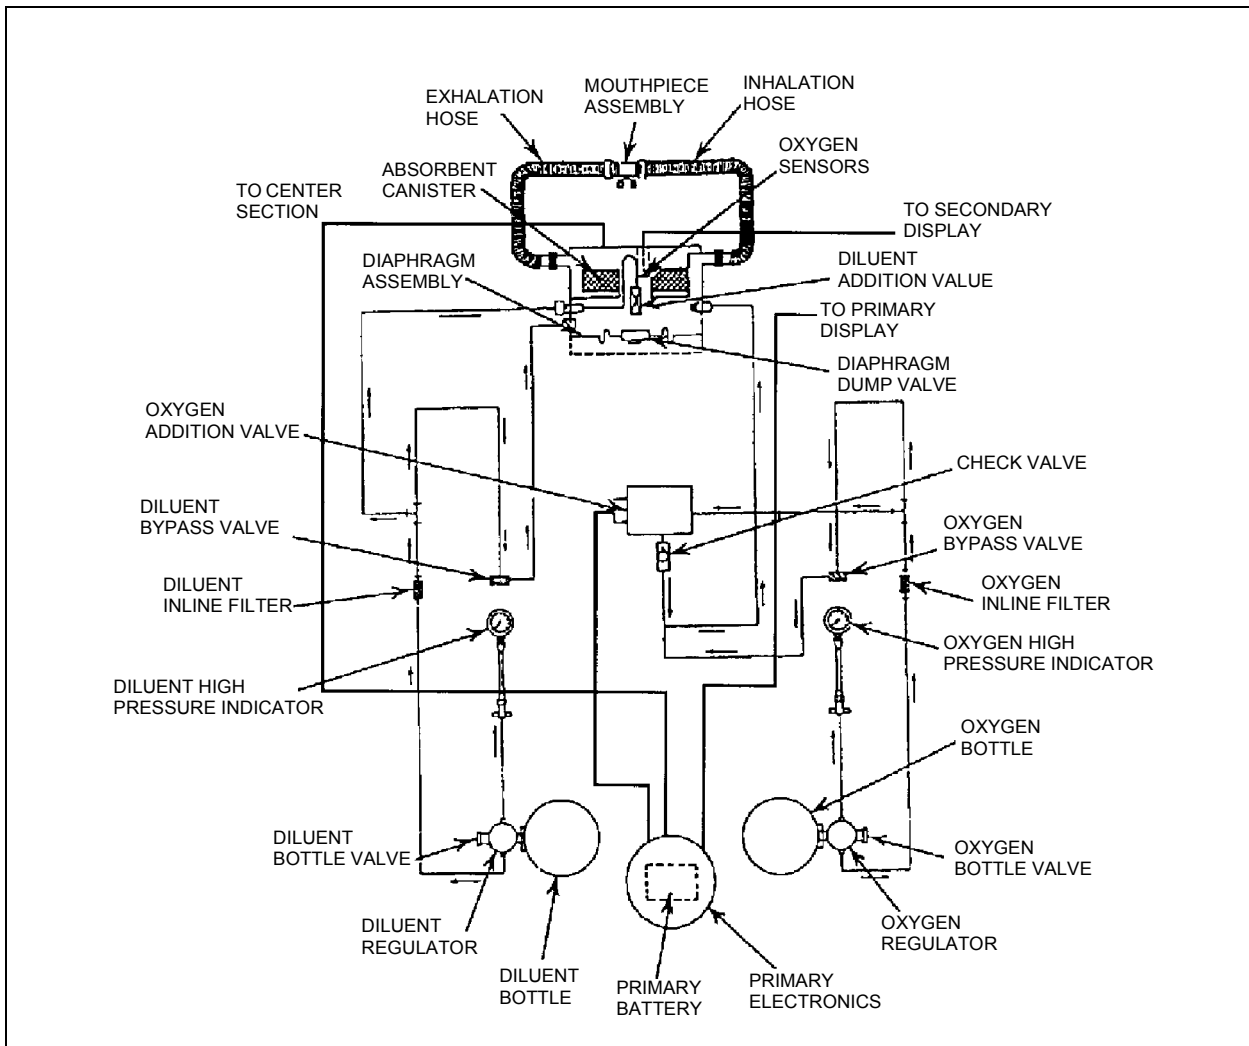 EXHALATION
HOSE
MOUTHPIECE
ASSEMBLY
INHALATION
HOSE
ABSORBENT
CANISTER
OXYGEN
SENSORS
TO CENTER
SECTION
TO SECONDARY
DISPLAY
DIAPHRAGM
ASSEMBLY
DILUENT
ADDITION VALUE
TO PRIMARY
DISPLAY
DIAPHRAGM
DUMP VALVE
OXYGEN
ADDITION VALVE
CHECK VALVE
DILUENT
BYPASS VALVE
OXYGEN
BYPASS VALVE
DILUENT
INLINE FILTER
OXYGEN
INLINE FILTER
DILUENT HIGH
PRESSURE INDICATOR
OXYGEN HIGH
PRESSURE INDICATOR
OXYGEN
BOTTLE
DILUENT
BOTTLE VALVE
OXYGEN
BOTTLE VALVE
DILUENT
REGULATOR
OXYGEN
REGULATOR
DILUENT
BOTTLE
PRIMARY
BATTERY
PRIMARY
ELECTRONICS